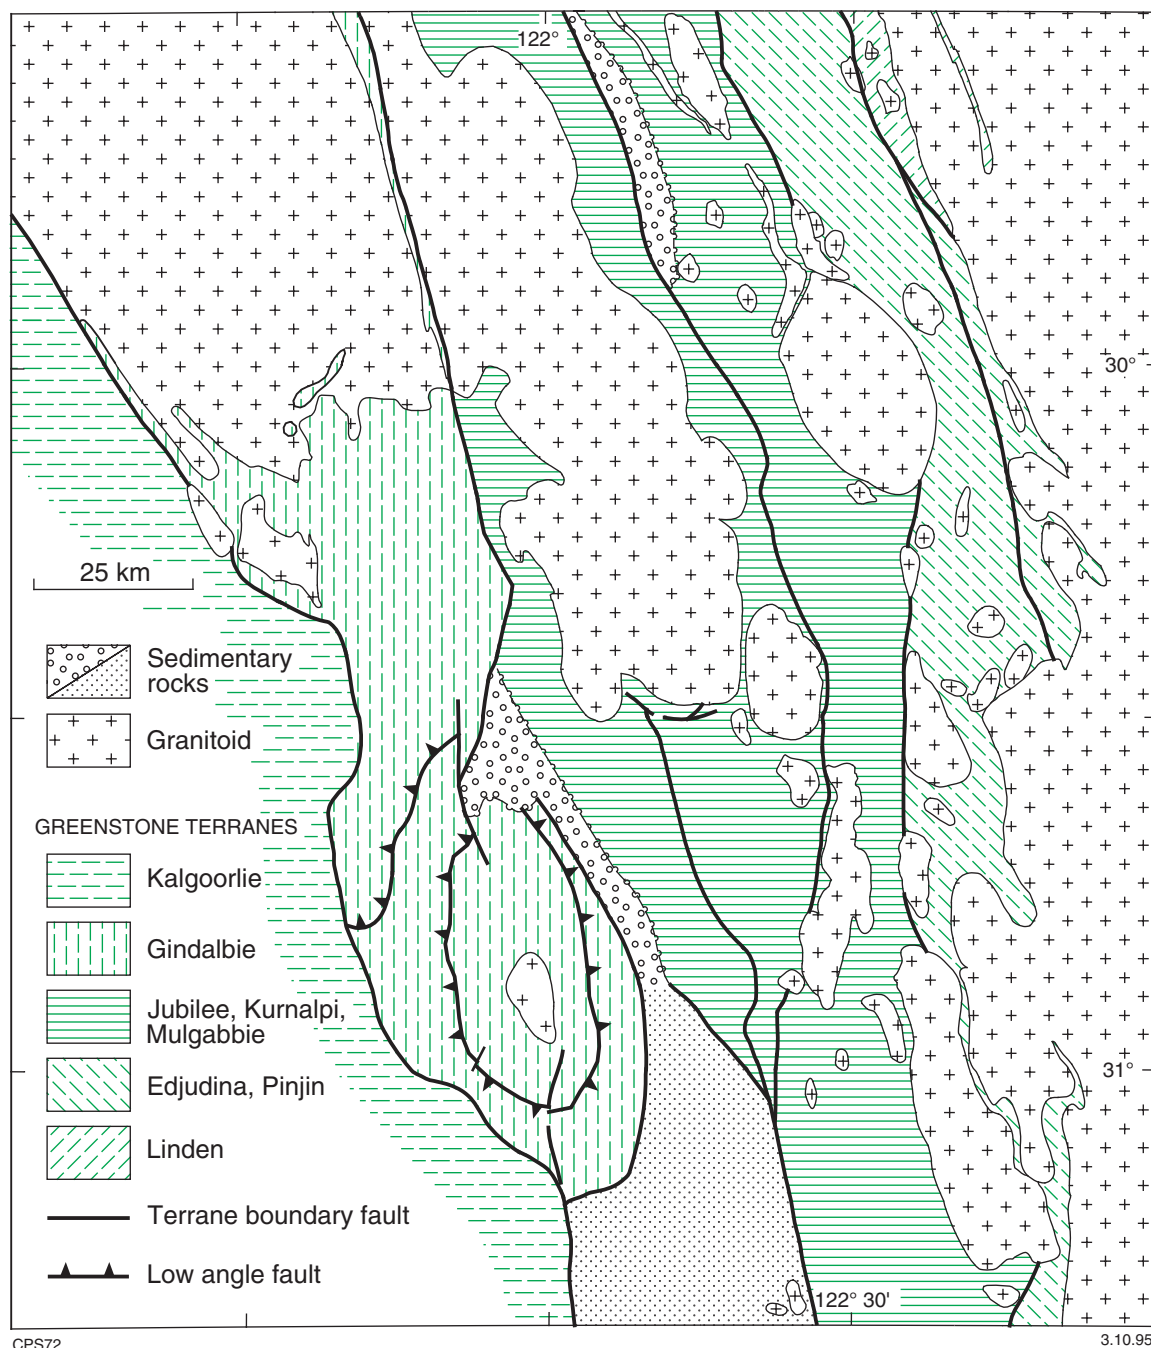 122°
30°
25 km
Sedimentary
rocks
Granitoid
GREENSTONE TERRANES
Kalgoorlie
Gindalbie
Jubilee, Kurnalpi,
Mulgabbie
31°
Edjudina, Pinjin
Linden
Terrane boundary fault
Low angle fault
122° 30'
CPS72
3.10.95